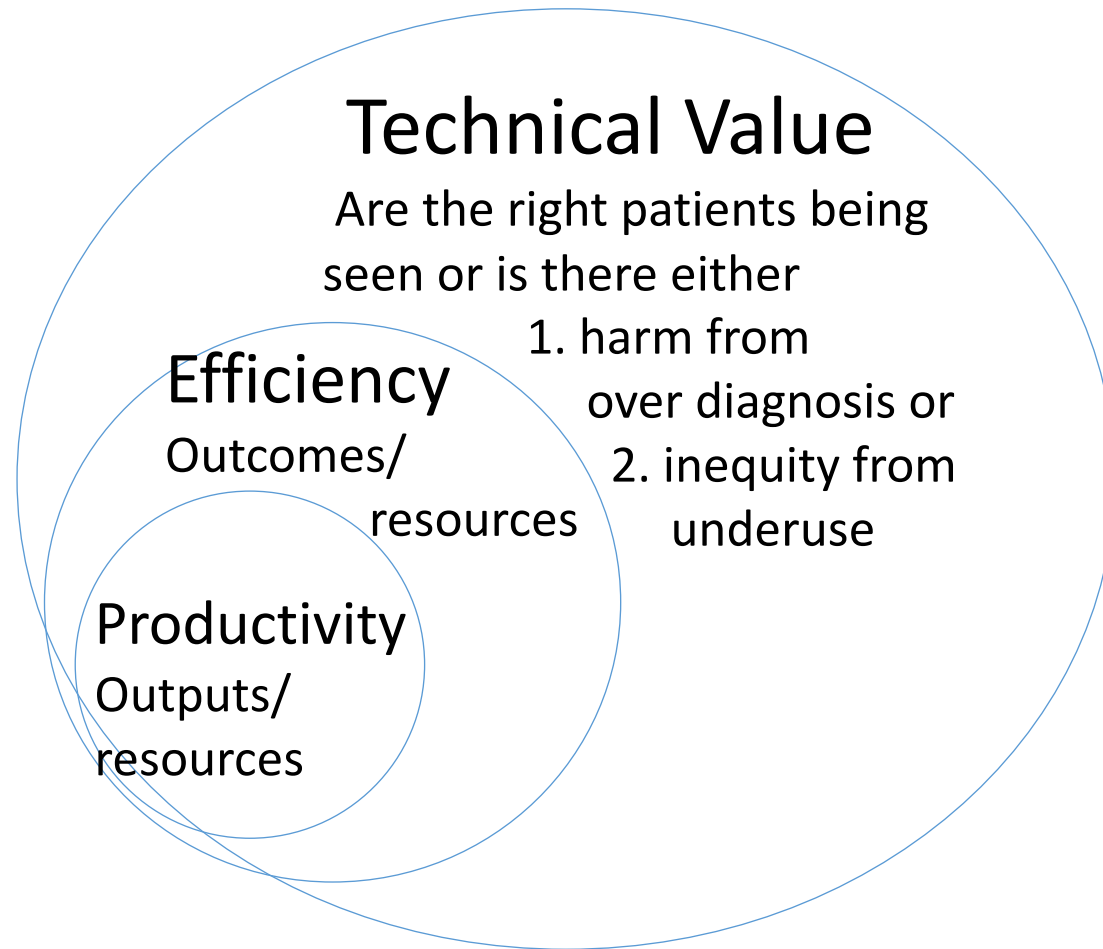 Technical Value
Are the right patients being
seen or is there either
1. harm from
over diagnosis or
2. inequity from
underuse
Efficiency
Outcomes/
resources
Productivity
Outputs/
resources